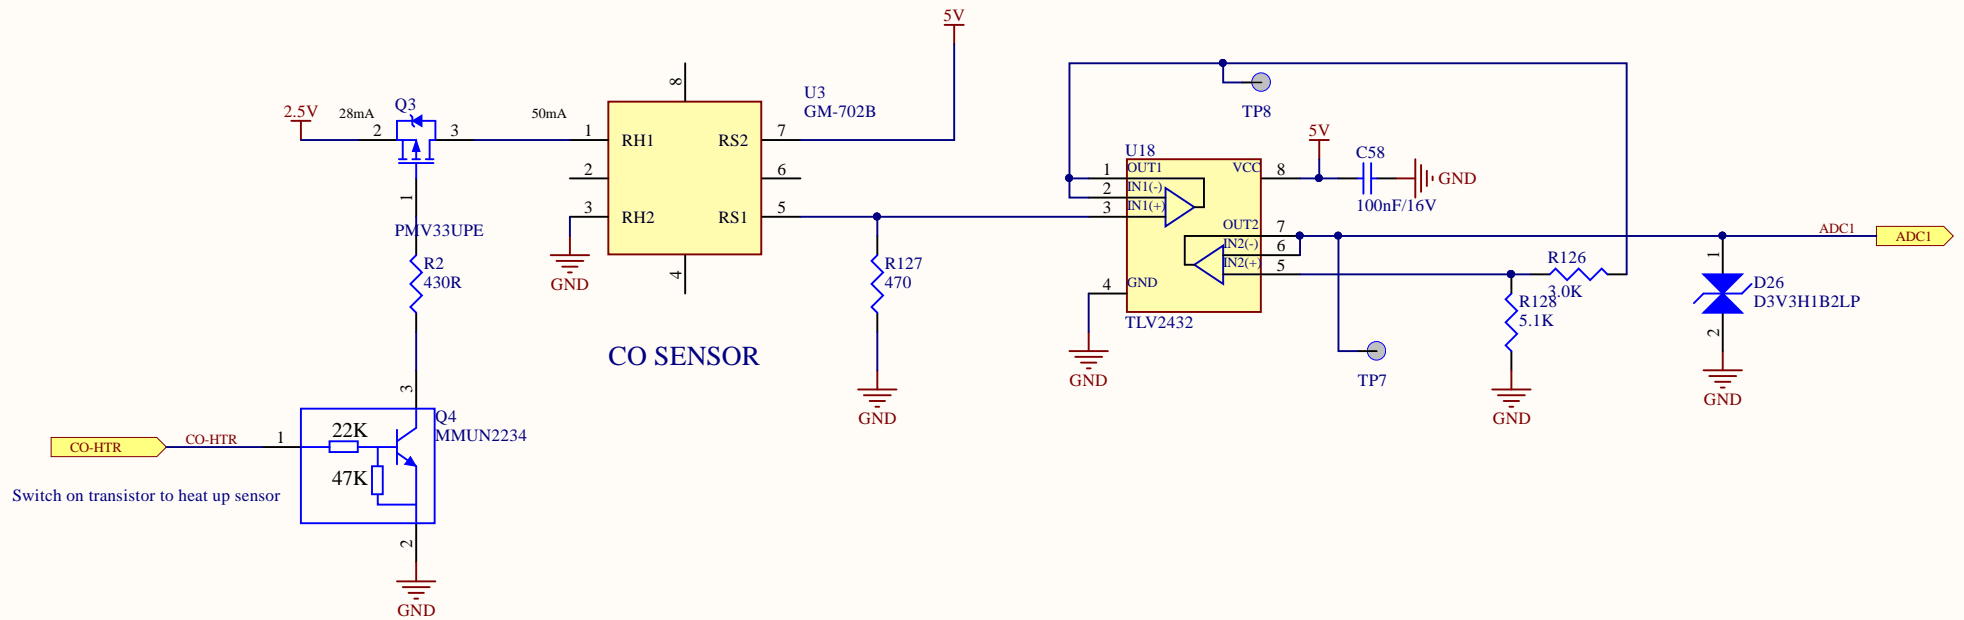 5V
2.5V
28mA
Q3
2
3
1
PMV33UPE
R2
430R
50mA
8
U3
GM-702B
1
RH1
RS2
7
2
6
3
RH2
RS1
5
4
GND
R127
470
GND
CO SENSOR
3
Q4
MMUN2234
CO-HTR
CO-HTR
1
22K
47K
Switch on transistor to heat up sensor
2
GND
TP8
5V
U18
C58
100nF/16V
GND
1
OUT1
VCC
8
2
IN1(-)
3
IN1(+)
OUT2
7
IN2(-)
6
IN2(+)
5
4
GND
TLV2432
GND
TP7
R126
3.0K
R128
5.1K
GND
ADC1
ADC1
1
D26
D3V3H1B2LP
2
GND